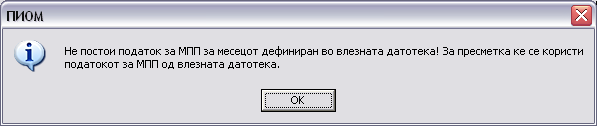 ПИОМ
Не постои податок за МПП за месецот дефиниран во влезната датотека! За пресметка ке се користи
податокот за МПП од влезната датотека.
OK